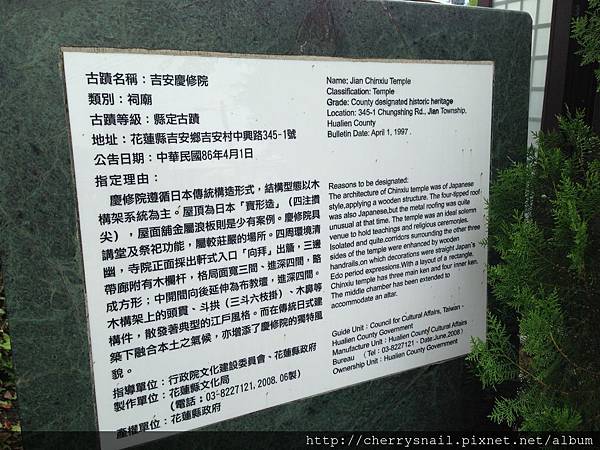 古蹟名稱：吉安慶修院
類別：祠廟
古蹟等級：縣定古蹟
地址：花蓮縣吉安鄉吉安村中興路345-1號
公告日期：中華民國86年4月1日
指定理由：
慶修院遵循日本傳統構造形式，結構型態以木
構架系統為主。屋頂為日本「寶形造」（四注攢
尖），屋面舖金屬浪板則是少有案例。慶修院具
講堂及祭祀功能，屬較莊嚴的場所。四周環境清
幽，寺院正面採出軒式入口「向拜」出簷，三邊
帶廊附有木欄杆，格局面寬三間、進深四間，略
成方形；中開間向後延伸為布教壇，進深四間。
木構架上的頭貫、斗拱（三斗六枝掛）、木鼻等
構件，散發著典型的江戶風格。而在傳統日式建
築下融合本土之氣候，亦增添了慶修院的獨特風
貌。
指導單位：行政院文化建設委員會、花蓮縣政府
製作單位：花蓮縣文化局
（電話：03-8227121, 2008. 06製）
產權單位：花蓮縣政府
Name: Jian Chinxiu Temple
Classification: Temple
Grade: County designated historic heritage
Location: 345-1 Chungshing Rd., Jian Township,
Hualien County
Bulletin Date: April 1, 1997 .
Reasons to be designated:
The architecture of Chinxiu temple was of Japanese
style,applying a wooden structure. The four-lipped roof
was also Japanese,but the metal roofing was quite
unusual at that time. The temple was an ideal solemn
venue to hold teachings and religious ceremonies.
Isolated and quite,corridors surrounding the other three
sides of the temple were enhanced by wooden
handrails,on which decorations were straight Japan's
Edo period expressions.With a layout of rectangle.
Chinxiu temple has three main ken and four inner ken.
The middle chamber has been extended to
accommodate an altar.
Guide Unit：Council for Cultural Affairs, Taiwan、
Hualien County Government
Manufacture Unit：Hualien County Cultural Affairs
Bureau （Tel：03-8227121、Date:June,2008）
Ownership Unit：Hualien County Government
http://cherrysnail.pixnet.net/album